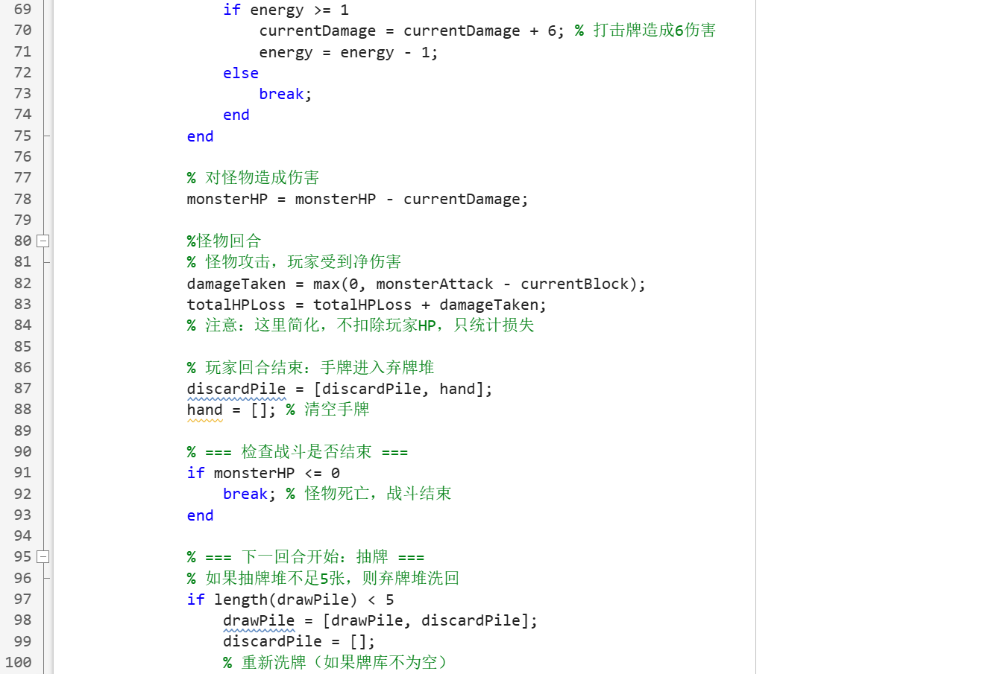 69 if energy >= 1
70 currentDamage = currentDamage + 6; % 打击牌造成6伤害
71 energy = energy - 1;
72 else
73 break;
74 end
75 end
76
77 % 对怪物造成伤害
78 monsterHP = monsterHP - currentDamage;
79
80 %怪物回合
81 % 怪物攻击，玩家受到净伤害
82 damageTaken = max(0, monsterAttack - currentBlock);
83 totalHPLoss = totalHPLoss + damageTaken;
84 % 注意：这里简化，不扣除玩家HP，只统计损失
85
86 % 玩家回合结束：手牌进入弃牌堆
87 discardPile = [discardPile, hand];
88 hand = []; % 清空手牌
89
90 % === 检查战斗是否结束 ===
91 if monsterHP <= 0
92 break; % 怪物死亡，战斗结束
93 end
94
95 % === 下一回合开始：抽牌 ===
96 % 如果抽牌堆不足5张，则弃牌堆洗回
97 if length(drawPile) < 5
98 drawPile = [drawPile, discardPile];
99 discardPile = [];
100 % 重新洗牌（如果牌库不为空）